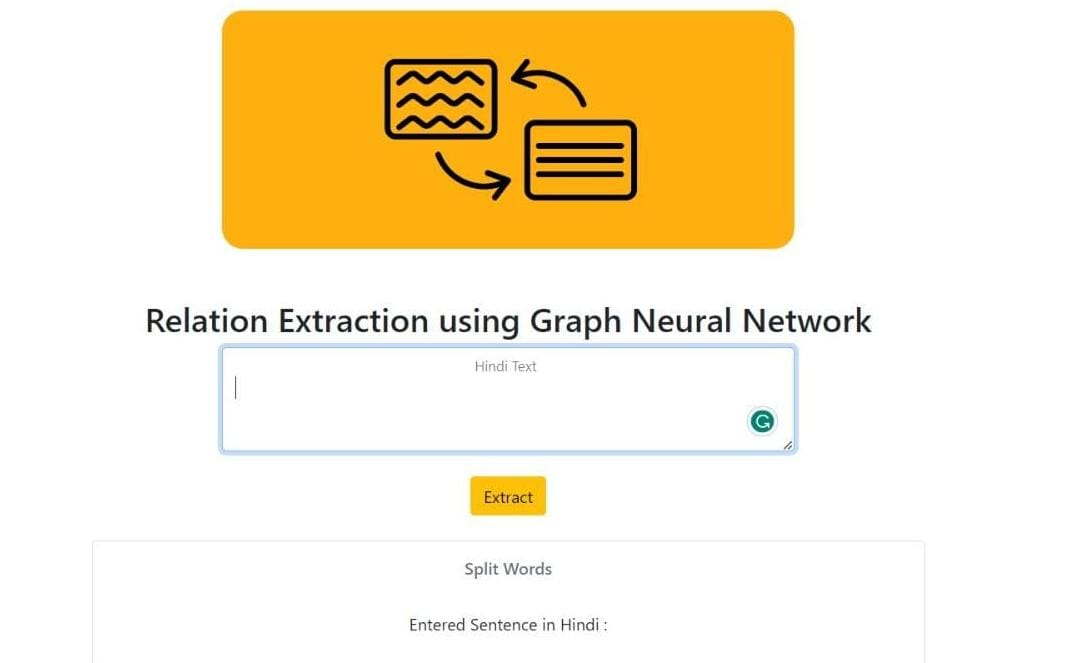 Relation Extraction using Graph Neural Network
Hindi Text
Extract
Split Words
Entered Sentence in Hindi :